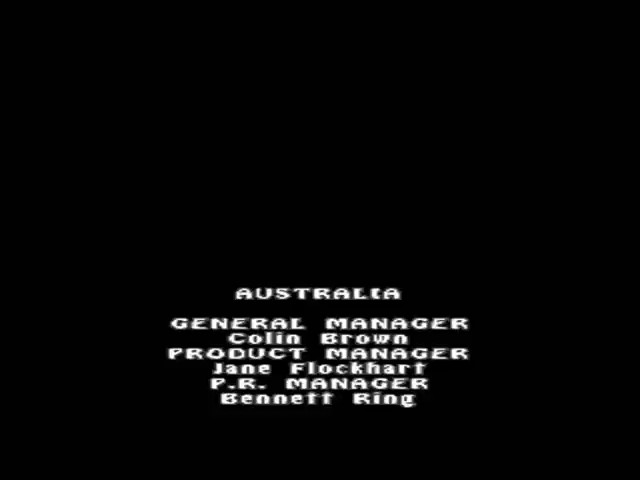 AUSTRALIA
GENERAL MANAGER
Colin Brown
PRODUCT MANAGER
Jane Flockhart
P.R. MANAGER
Bennett Ring